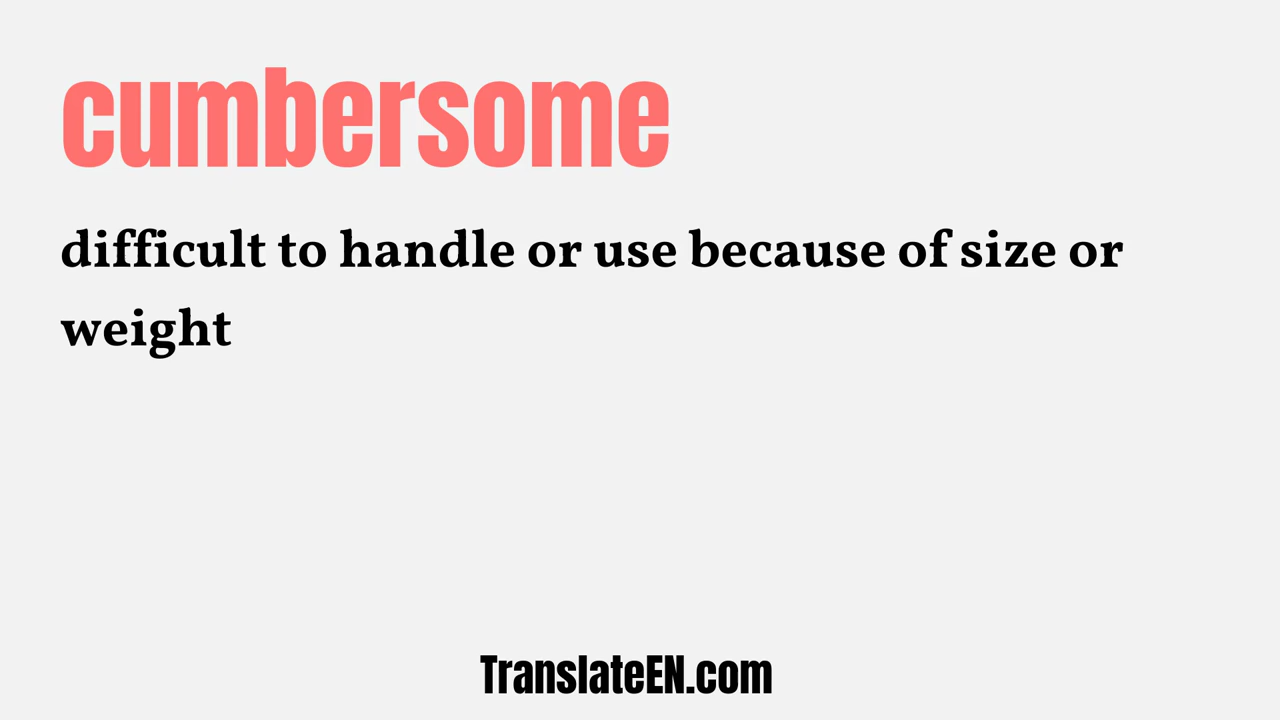 cumbersome
difficult to handle or use because of size or
weight
TranslateEN.com